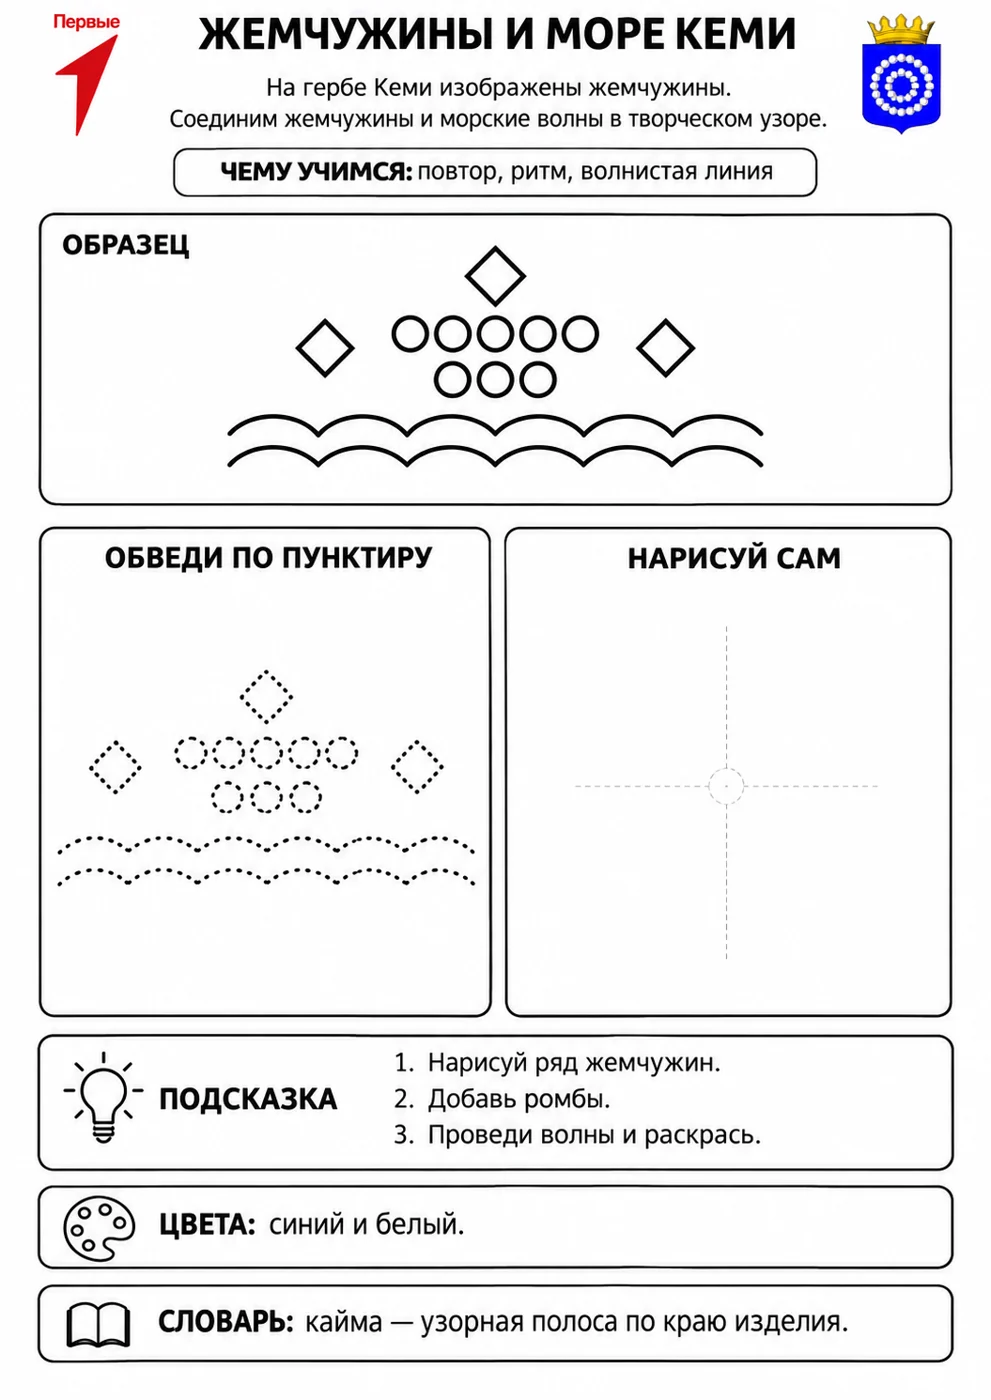 Первые
ЖЕМЧУЖИНЫ И МОРЕ КЕМИ
На гербе Кеми изображены жемчужины.
Соединим жемчужины и морские волны в творческом узоре.
ЧЕМУ УЧИМСЯ: повтор, ритм, волнистая линия
ОБРАЗЕЦ
ОБВЕДИ ПО ПУНКТИРУ
НАРИСУЙ САМ
ПОДСКАЗКА
1. Нарисуй ряд жемчужин.
2. Добавь ромбы.
3. Проведи волны и раскрась.
ЦВЕТА: синий и белый.
СЛОВАРЬ: кайма — узорная полоса по краю изделия.